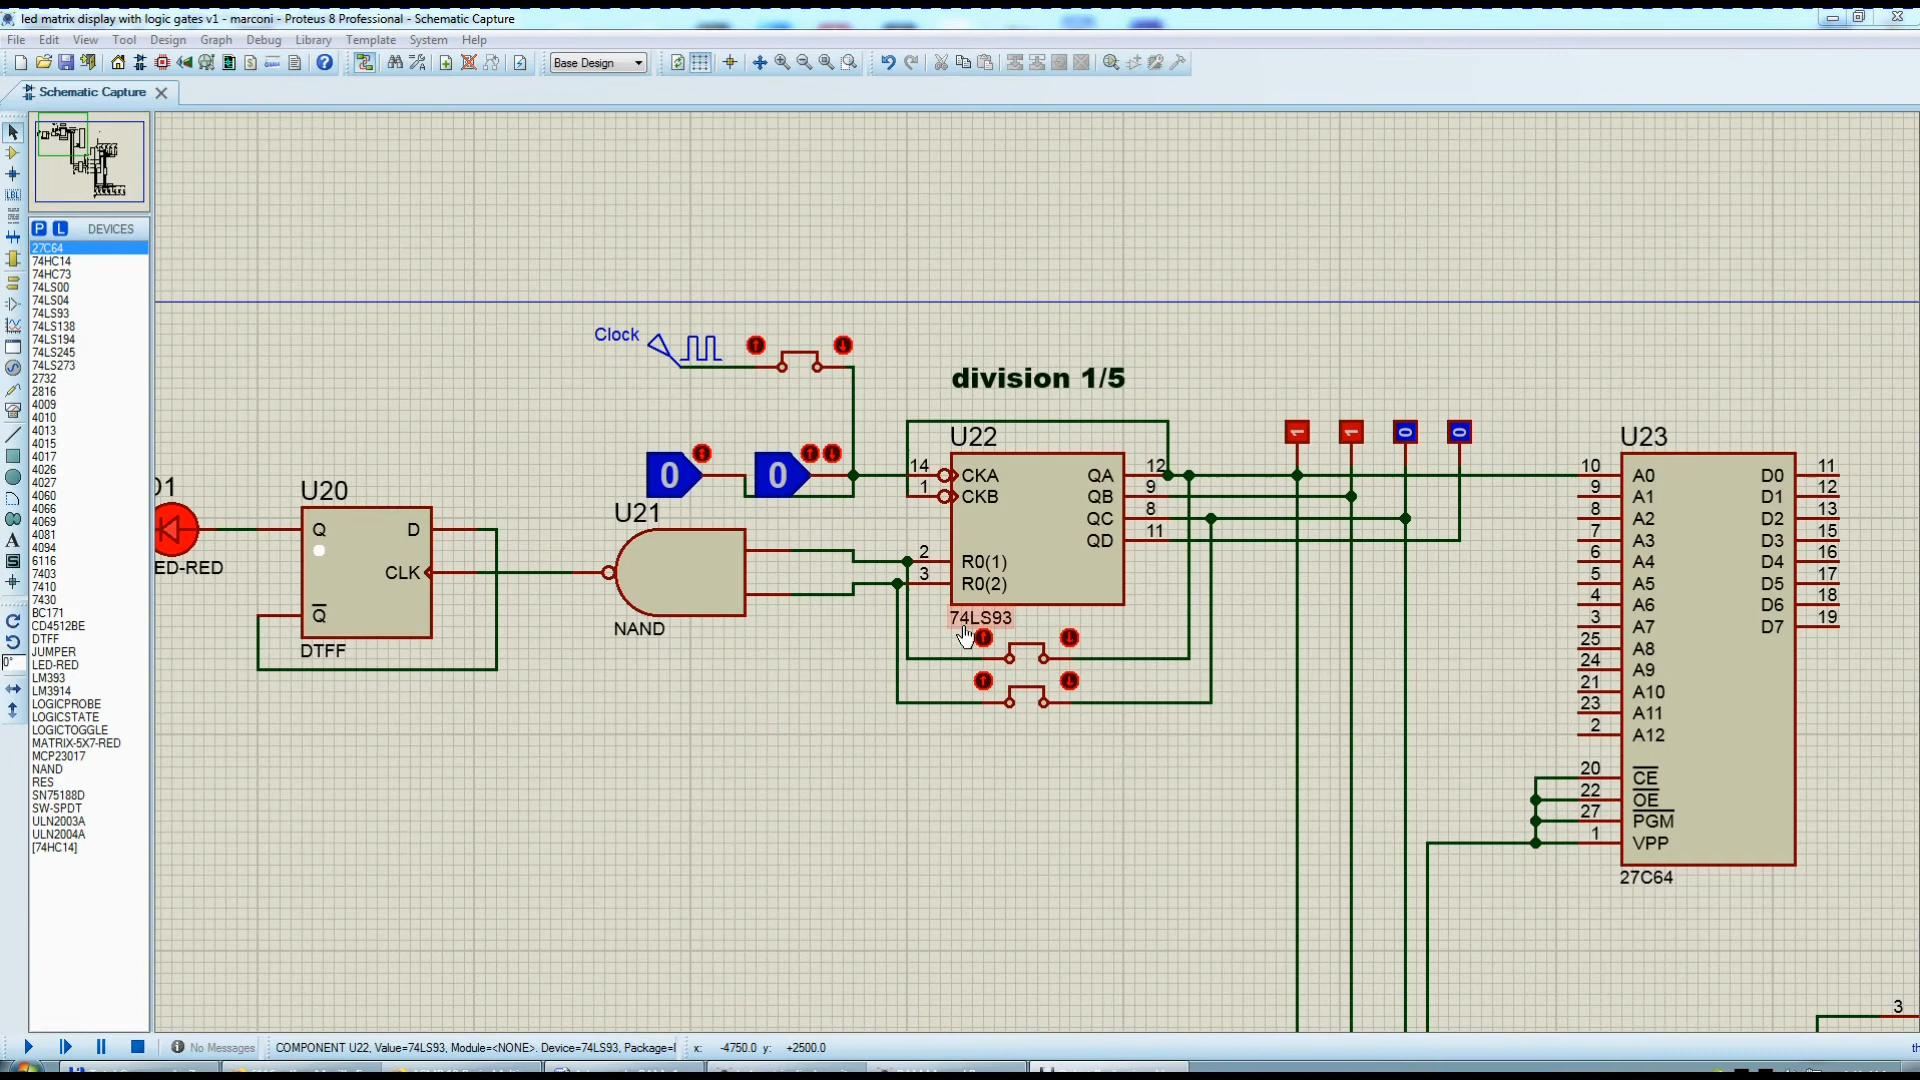 led matrix display with logic gates v1 - marconi - Proteus 8 Professional - Schematic Capture
File Edit View Tool Design Graph Debug Library Template System Help
Base Design
Schematic Capture
P L DEVICES
27C64
74HC14
74HC73
74LS00
74LS04
74LS93
74LS138
74LS194
74LS245
74LS273
2732
2816
4009
4010
4013
4015
4017
4026
4027
4060
4066
4069
4081
4094
6116
7403
7410
7430
BC171
CD4512BE
DTFF
JUMPER
LED-RED
LM393
LM3914
LOGICPROBE
LOGICSTATE
LOGICTOGGLE
MATRIX-5X7-RED
MCP23017
NAND
RES
SN75188D
SW-SPDT
ULN2003A
ULN2004A
[74HC14]
LBL
A
S
0°
Clock
division 1/5
1 1 0 0
0 0
D1
ED-RED
U20
Q D
CLK
Q
DTFF
U21
NAND
U22
14 CKA QA 12
1 CKB QB 9
QC 8
QD 11
2 R0(1)
3 R0(2)
74LS93
U23
10 A0 D0 11
9 A1 D1 12
8 A2 D2 13
7 A3 D3 15
6 A4 D4 16
5 A5 D5 17
4 A6 D6 18
3 A7 D7 19
25 A8
24 A9
21 A10
23 A11
2 A12
20 CE
22 OE
27 PGM
1 VPP
27C64
3
No Messages
COMPONENT U22, Value=74LS93, Module=<NONE>. Device=74LS93, Package=
x: -4750.0 y: +2500.0
th